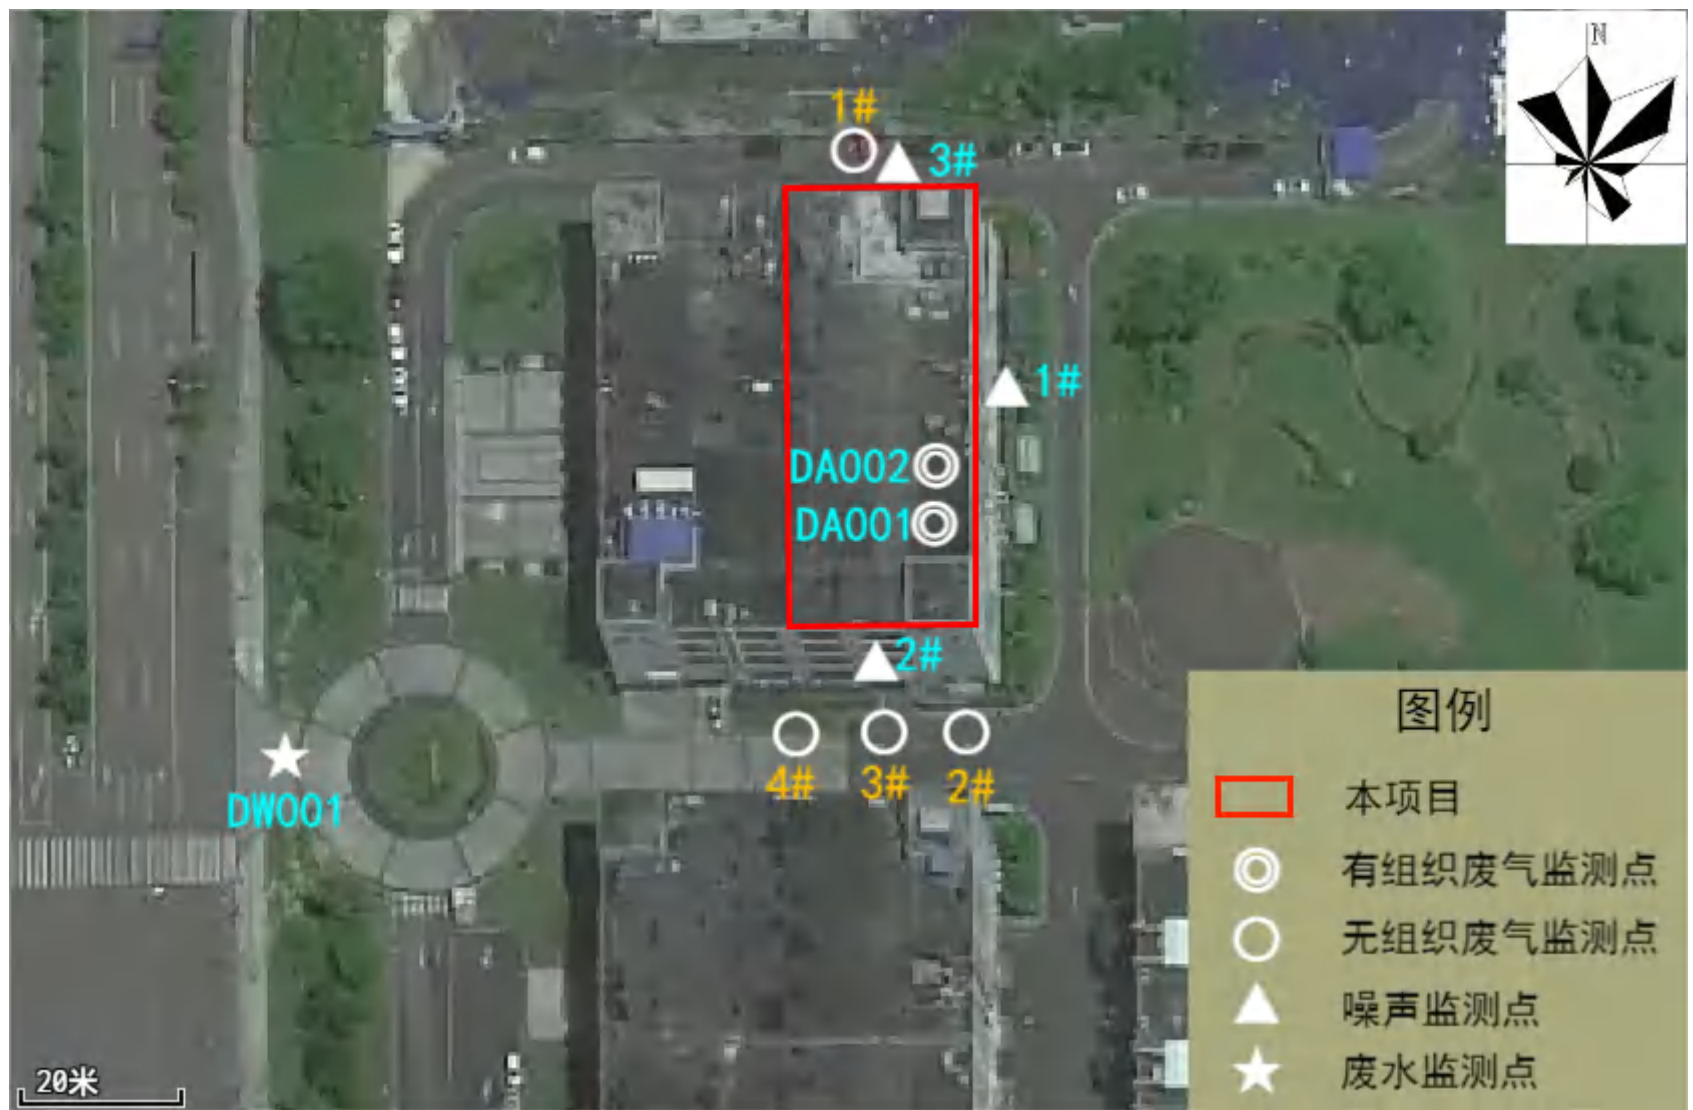 N
1#
3#
1#
DA002
DA001
2#
4#
3#
2#
DW001
图例
本项目
有组织废气监测点
无组织废气监测点
噪声监测点
废水监测点
20米